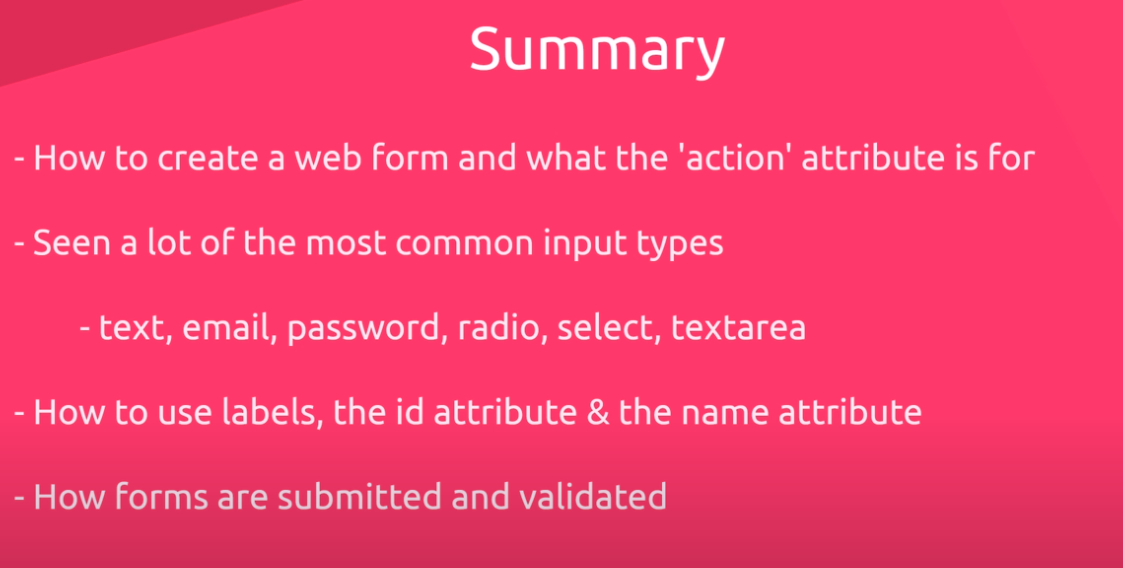 Summary
- How to create a web form and what the 'action' attribute is for
- Seen a lot of the most common input types
- text, email, password, radio, select, textarea
- How to use labels, the id attribute & the name attribute
- How forms are submitted and validated